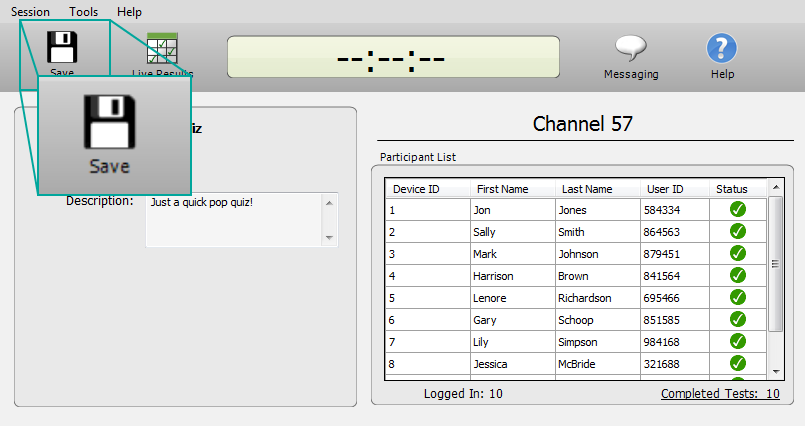 Session Tools Help
Save Live Results --:--:-- Messaging Help
Save
iz
Description: Just a quick pop quiz!
Channel 57
Participant List
Device ID First Name Last Name User ID Status
1 Jon Jones 584334
2 Sally Smith 864563
3 Mark Johnson 879451
4 Harrison Brown 841564
5 Lenore Richardson 695466
6 Gary Schoop 851585
7 Lily Simpson 984168
8 Jessica McBride 321688
Logged In: 10 Completed Tests: 10